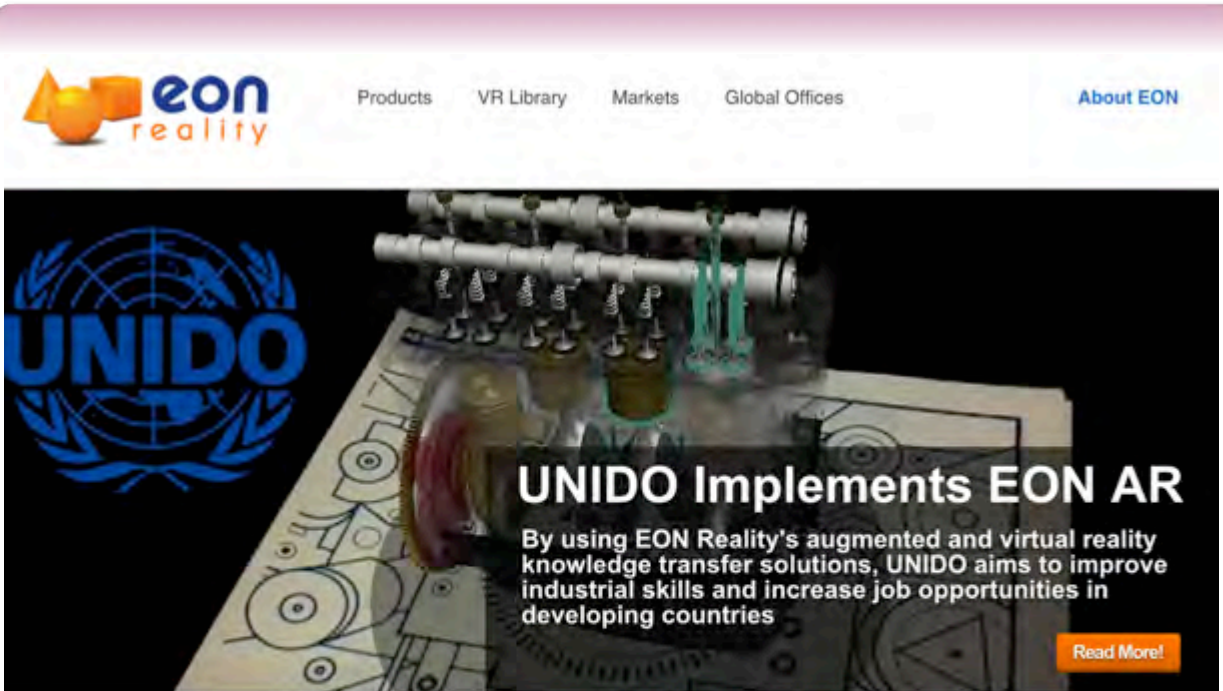 eon
reality
Products VR Library Markets Global Offices About EON
UNIDO
UNIDO Implements EON AR
By using EON Reality's augmented and virtual reality
knowledge transfer solutions, UNIDO aims to improve
industrial skills and increase job opportunities in
developing countries
Read More!